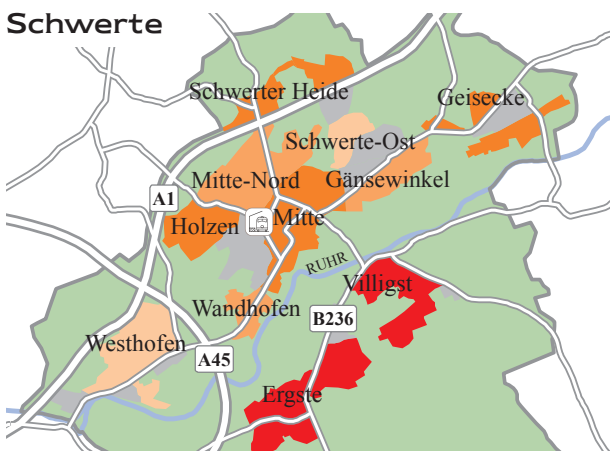 Schwerte
Schwerter Heide
Geisecke
Schwerte-Ost
Mitte-Nord
Gänsewinkel
A1
Holzen
Mitte
RUHR
Villigst
Wandhofen
B236
Westhofen
A45
Ergste